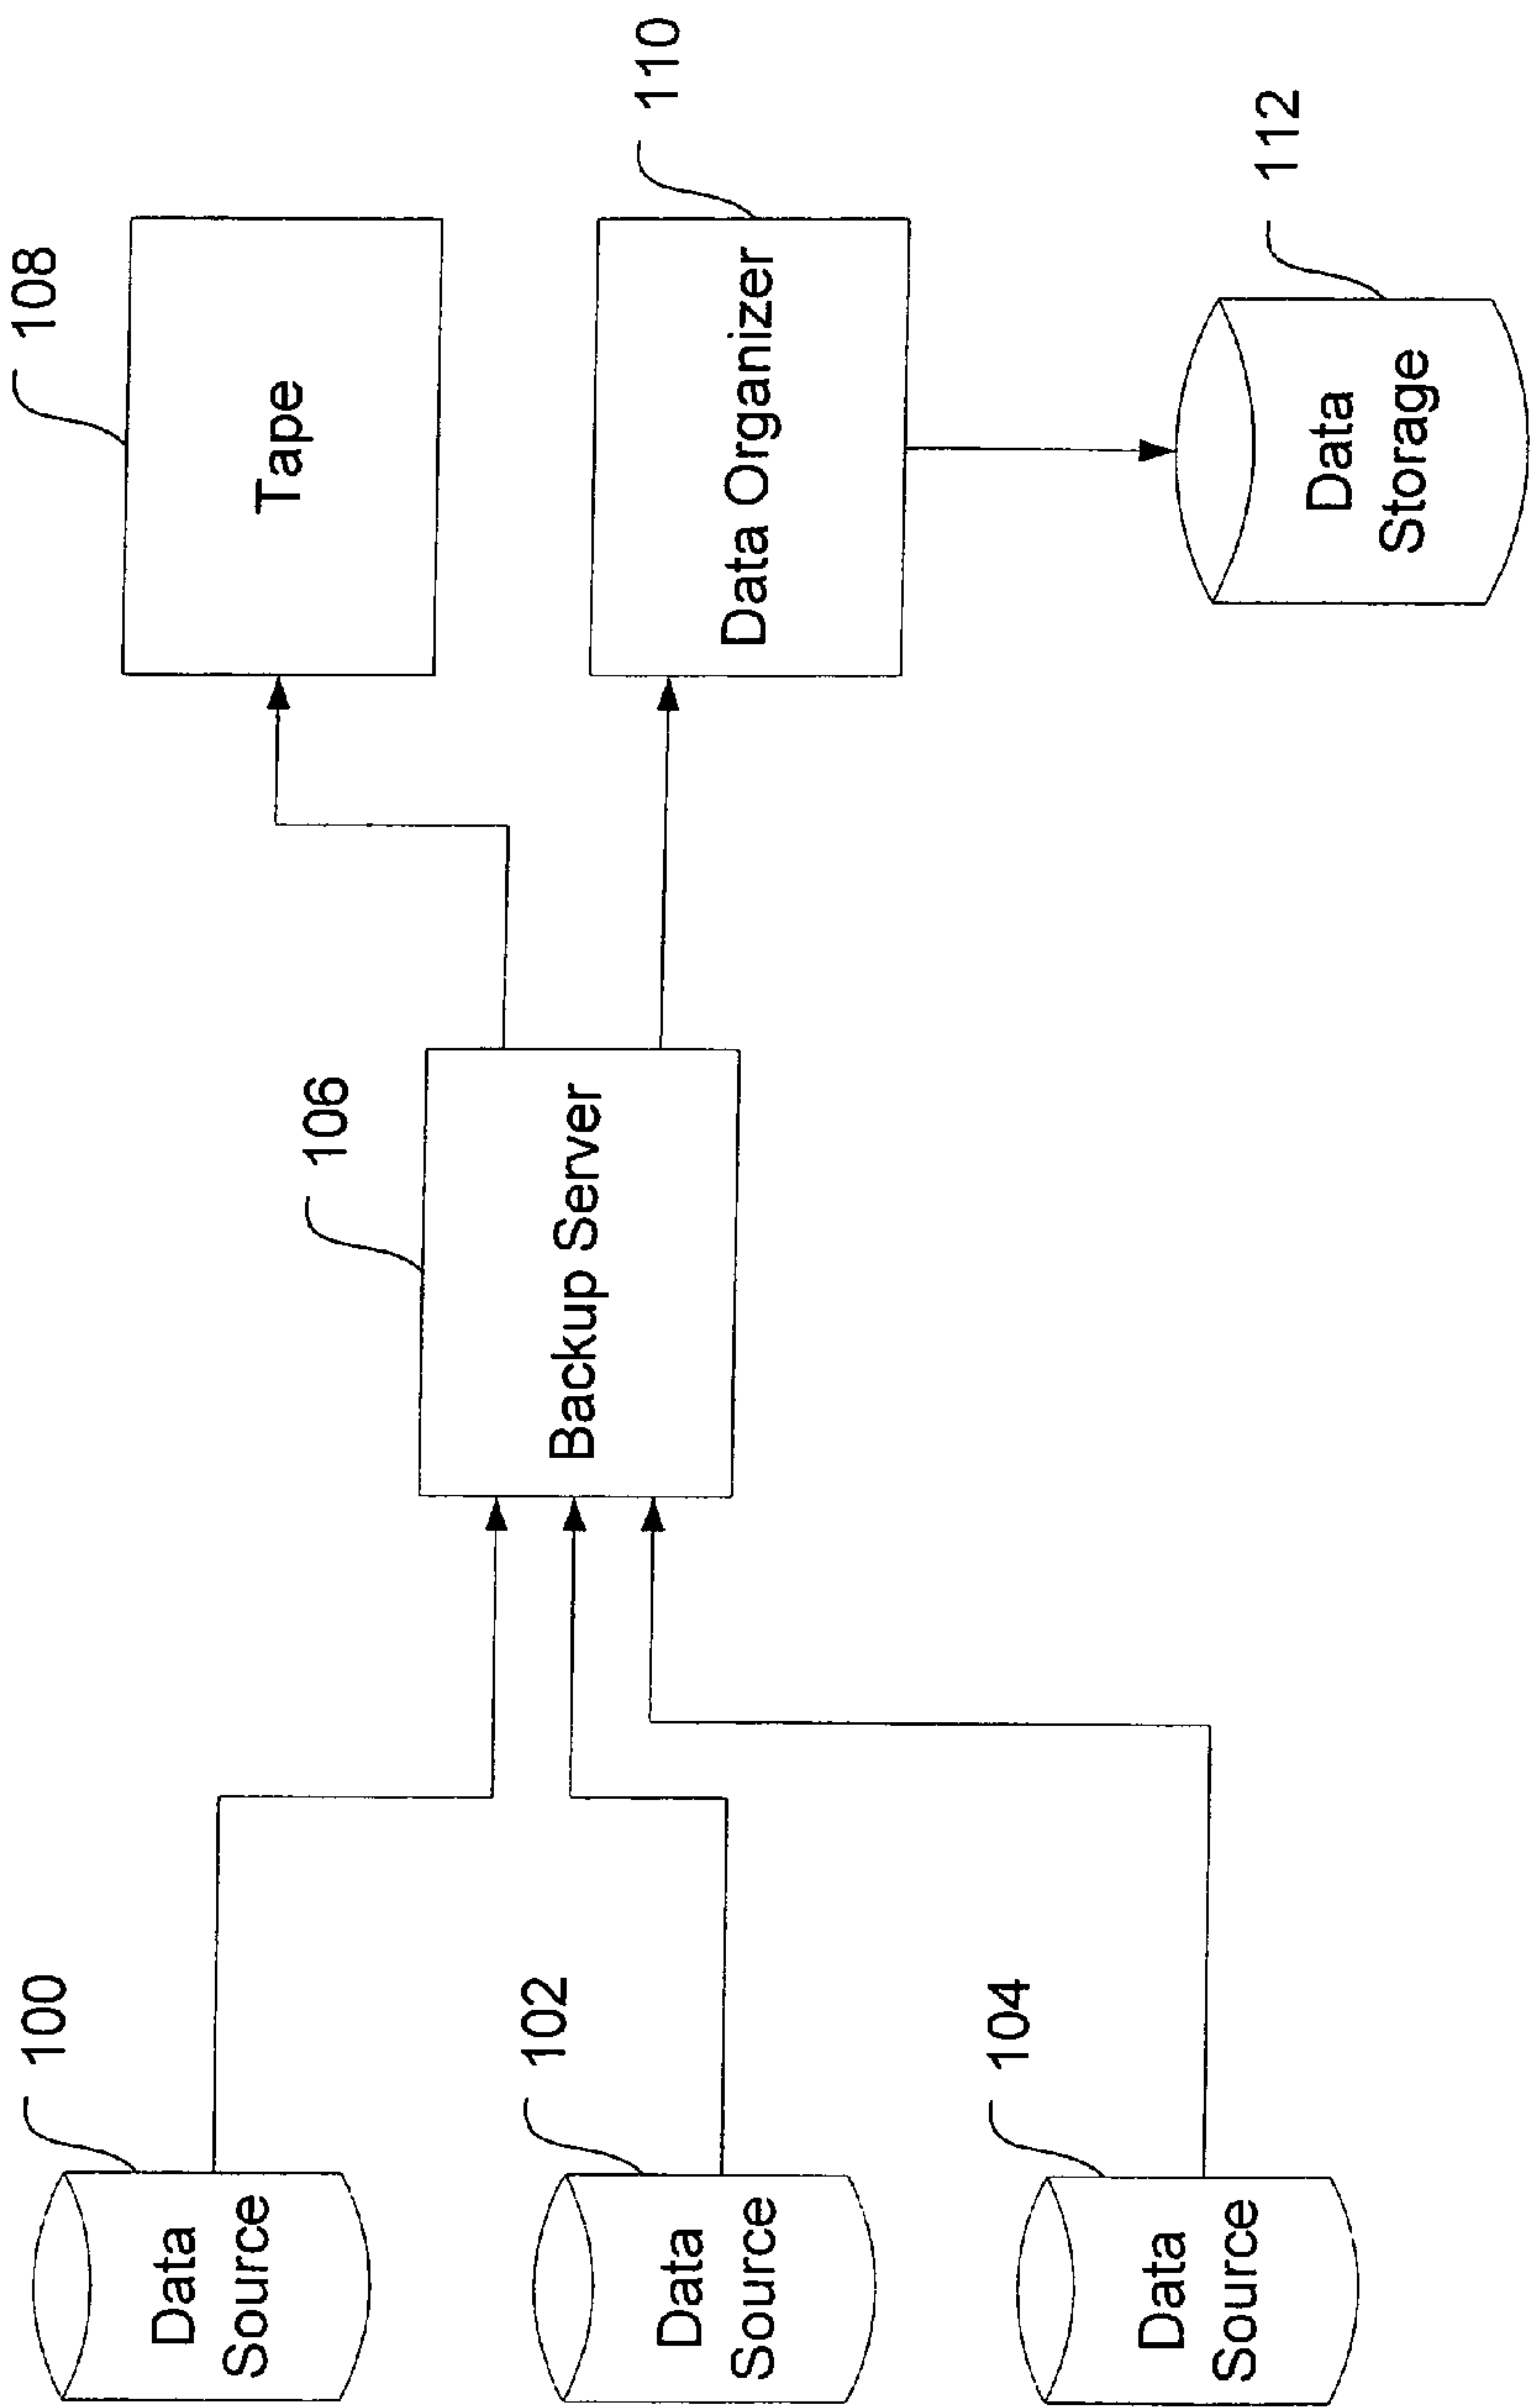 108
Tape
110
100
Data
Source
106
Backup Server
Data Organizer
102
Data
Source
112
Data
Storage
104
Data
Source